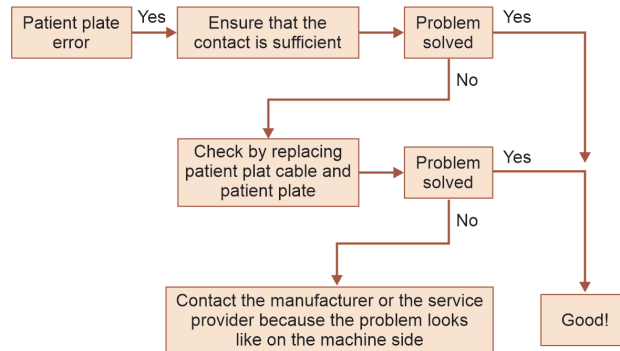 Patient plate
error
Yes
Ensure that the
contact is sufficient
Problem
solved
Yes
No
Check by replacing
patient plat cable and
patient plate
Problem
solved
Yes
No
Contact the manufacturer or the service
provider because the problem looks
like on the machine side
Good!